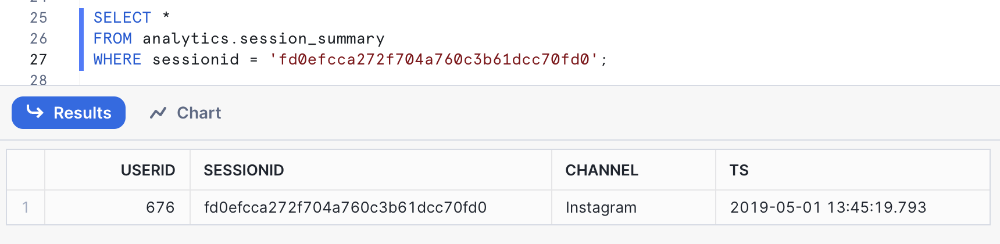 25 SELECT *
26 FROM analytics.session_summary
27 WHERE sessionid = 'fd0efcca272f704a760c3b61dcc70fd0';
28
Results Chart
USERID SESSIONID CHANNEL TS
1 676 fd0efcca272f704a760c3b61dcc70fd0 Instagram 2019-05-01 13:45:19.793